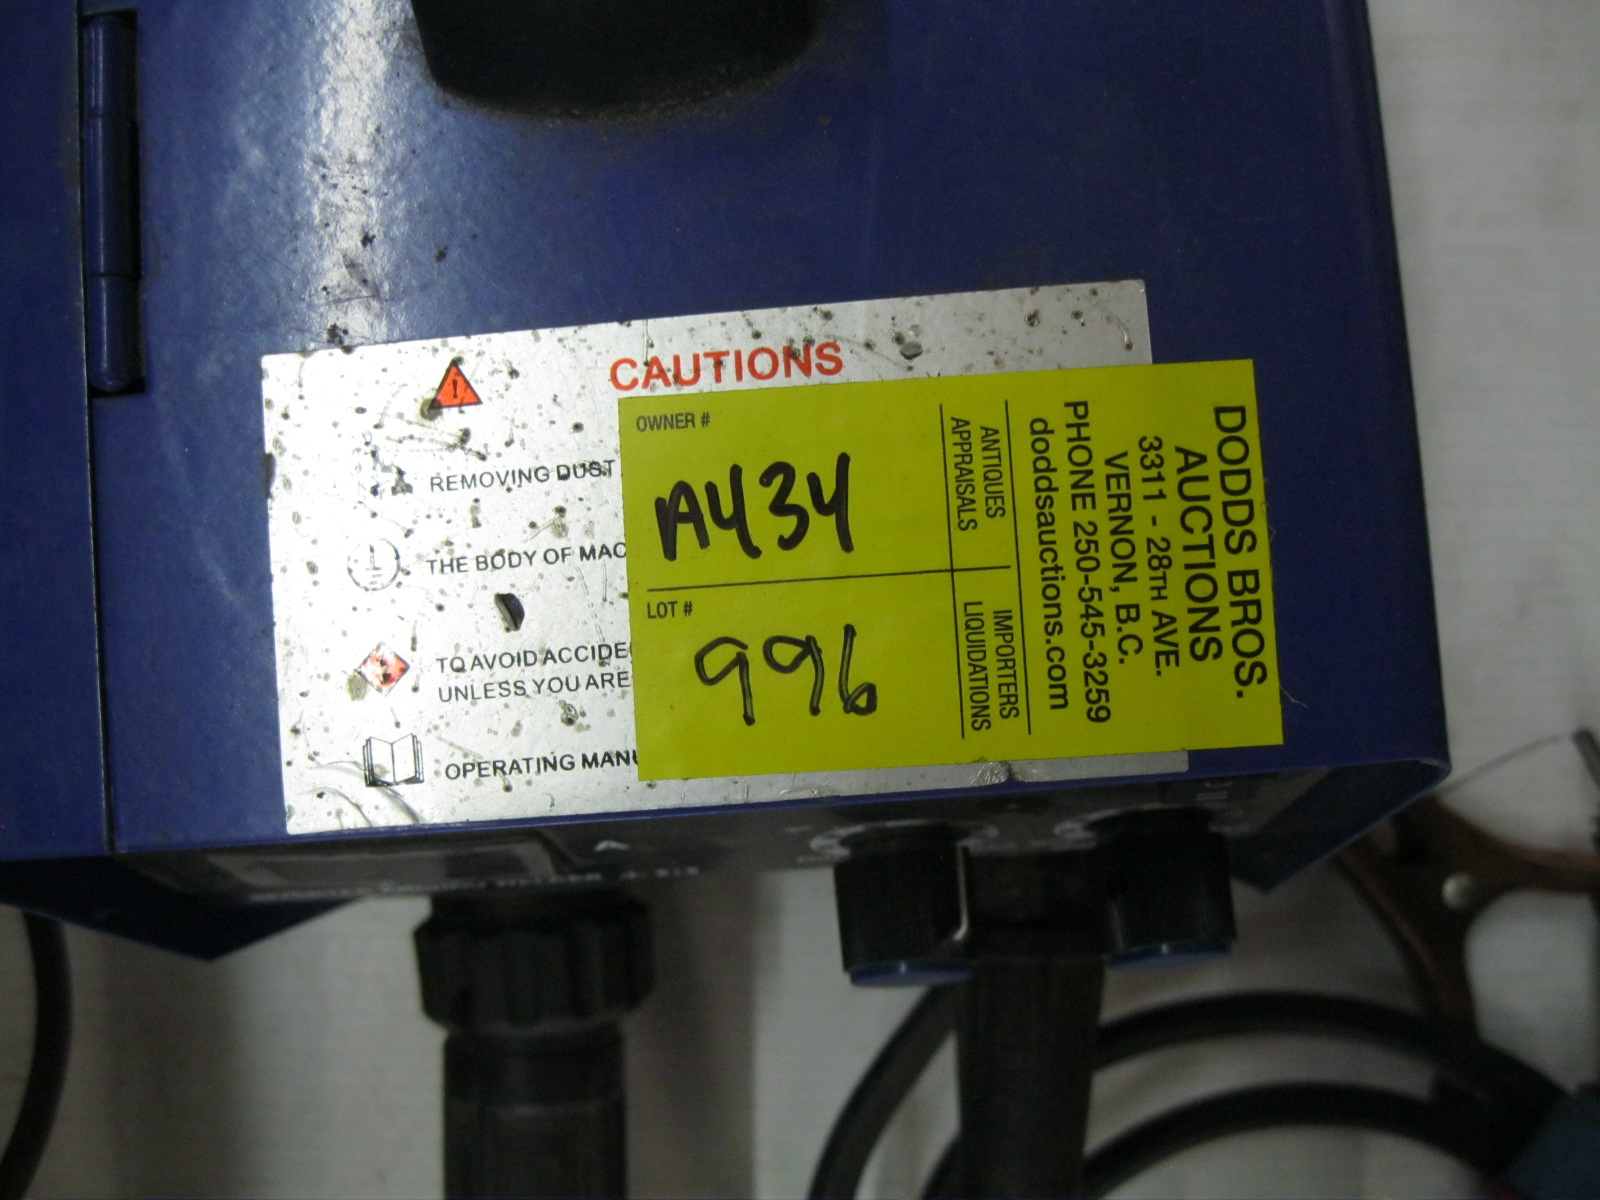 CAUTIONS
REMOVING DUST
THE BODY OF MAC
TO AVOID ACCIDE
UNLESS YOU ARE
OPERATING MANU
OWNER #
A434
LOT #
996
ANTIQUES
APPRAISALS
IMPORTERS
LIQUIDATIONS
DODDS BROS.
AUCTIONS
3311 - 28TH AVE.
VERNON, B.C.
PHONE 250-545-3259
doddsauctions.com